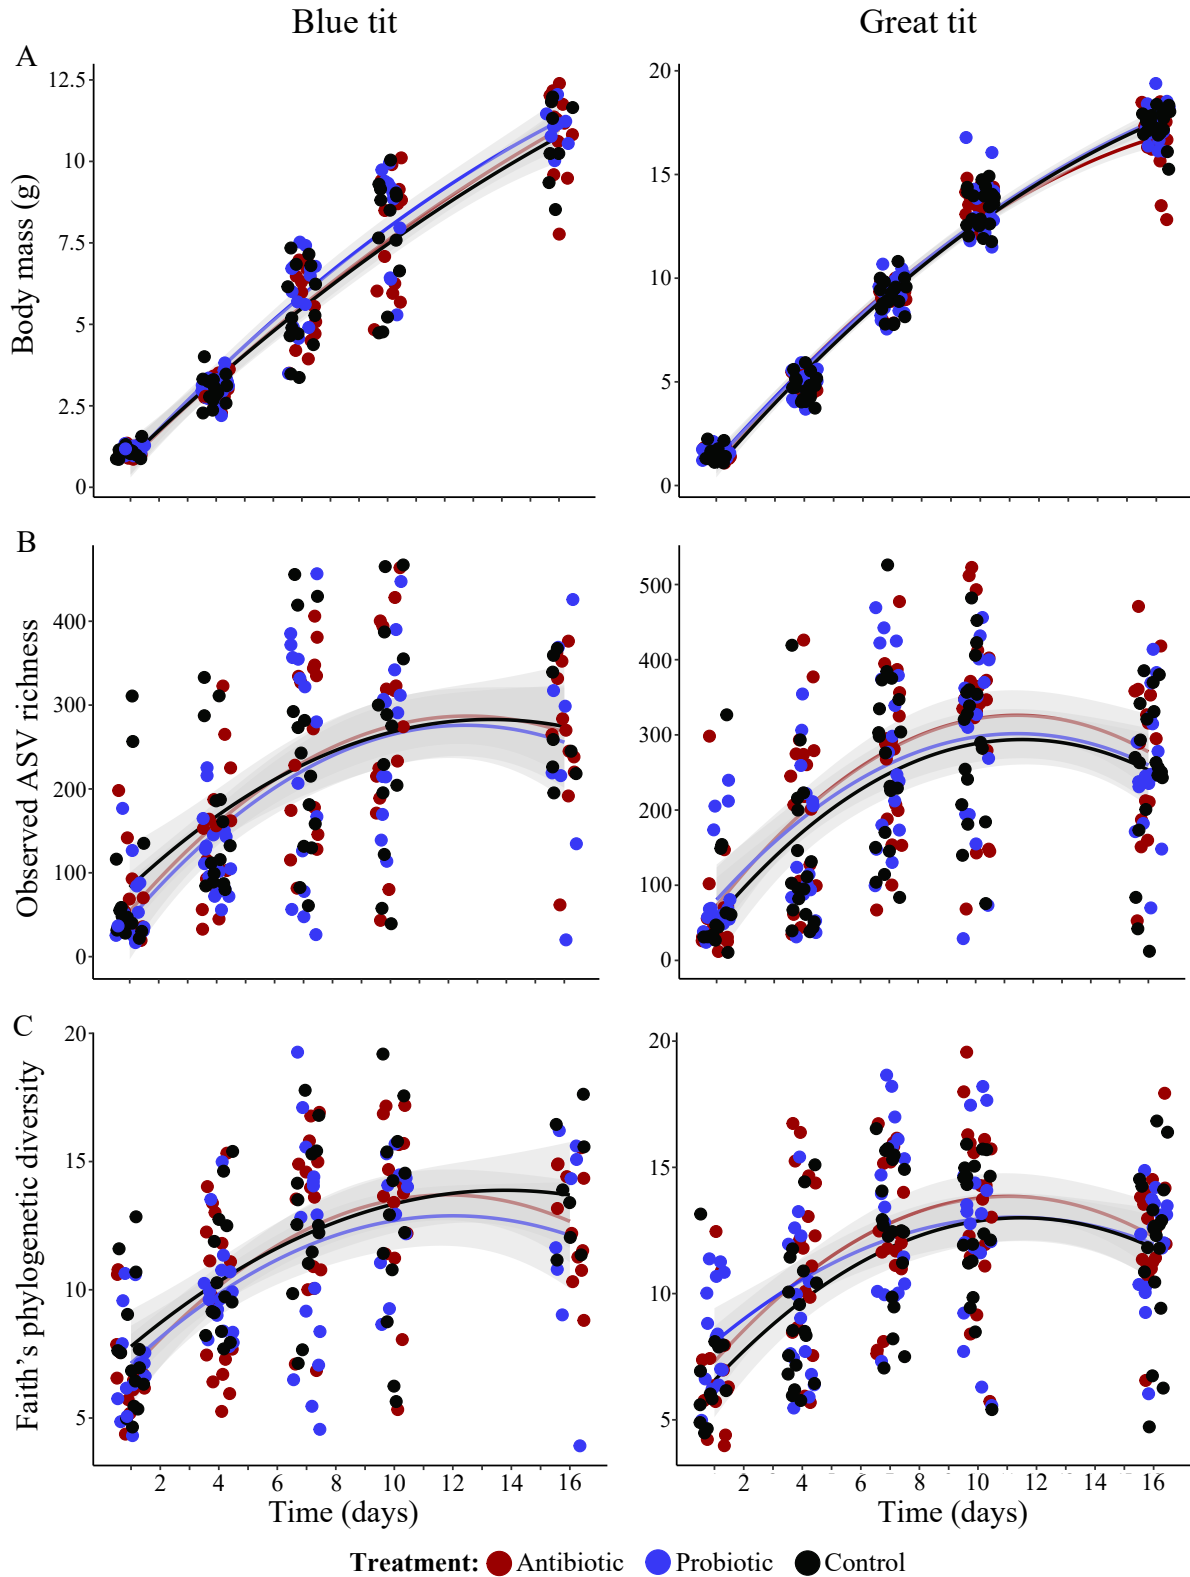 Blue tit Great tit
A
12.5
10
7.5
5
2.5
0
Body mass (g)
20
15
10
5
0
B
400
300
200
100
0
Observed ASV richness
500
400
300
200
100
0
C
20
15
10
5
Faith's phylogenetic diversity
20
15
10
5
2 4 6 8 10 12 14 16
2 4 6 8 10 12 14 16
Time (days) Time (days)
Treatment: Antibiotic Probiotic Control